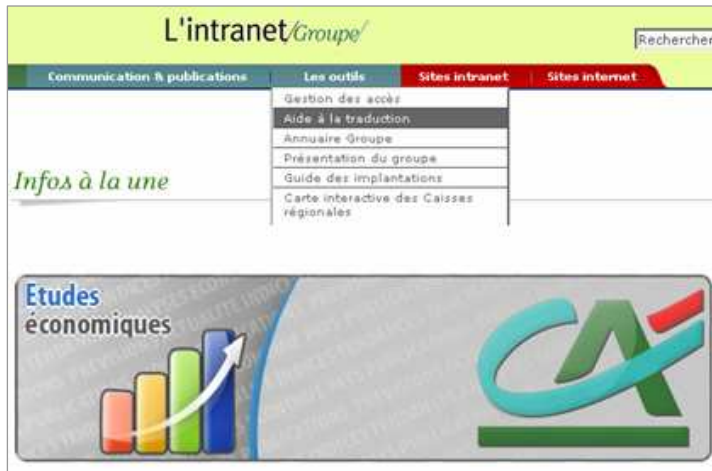 L'intranet/Groupe/
Rechercher
Communication & publications
Les outils
Sites intranet
Sites internet
Gestion des accès
Aide à la traduction
Annuaire Groupe
Présentation du groupe
Guide des implantations
Carte interactive des Caisses
régionales
Infos à la une
Etudes
économiques
CA